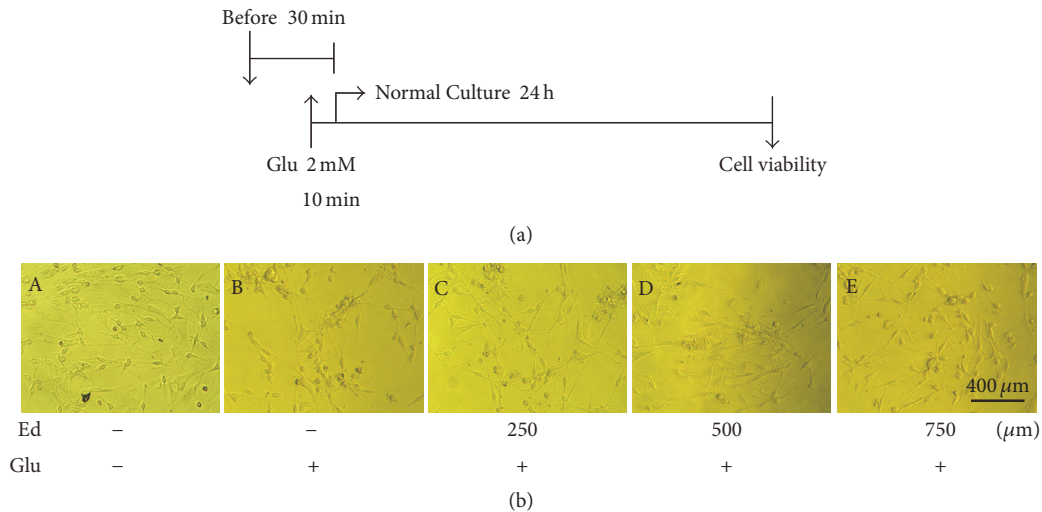 Before 30 min
Normal Culture 24 h
Glu 2 mM
Cell viability
10 min
(a)
A B C D E
400 μm
Ed − − 250 500 750 (μm)
Glu − + + + +
(b)